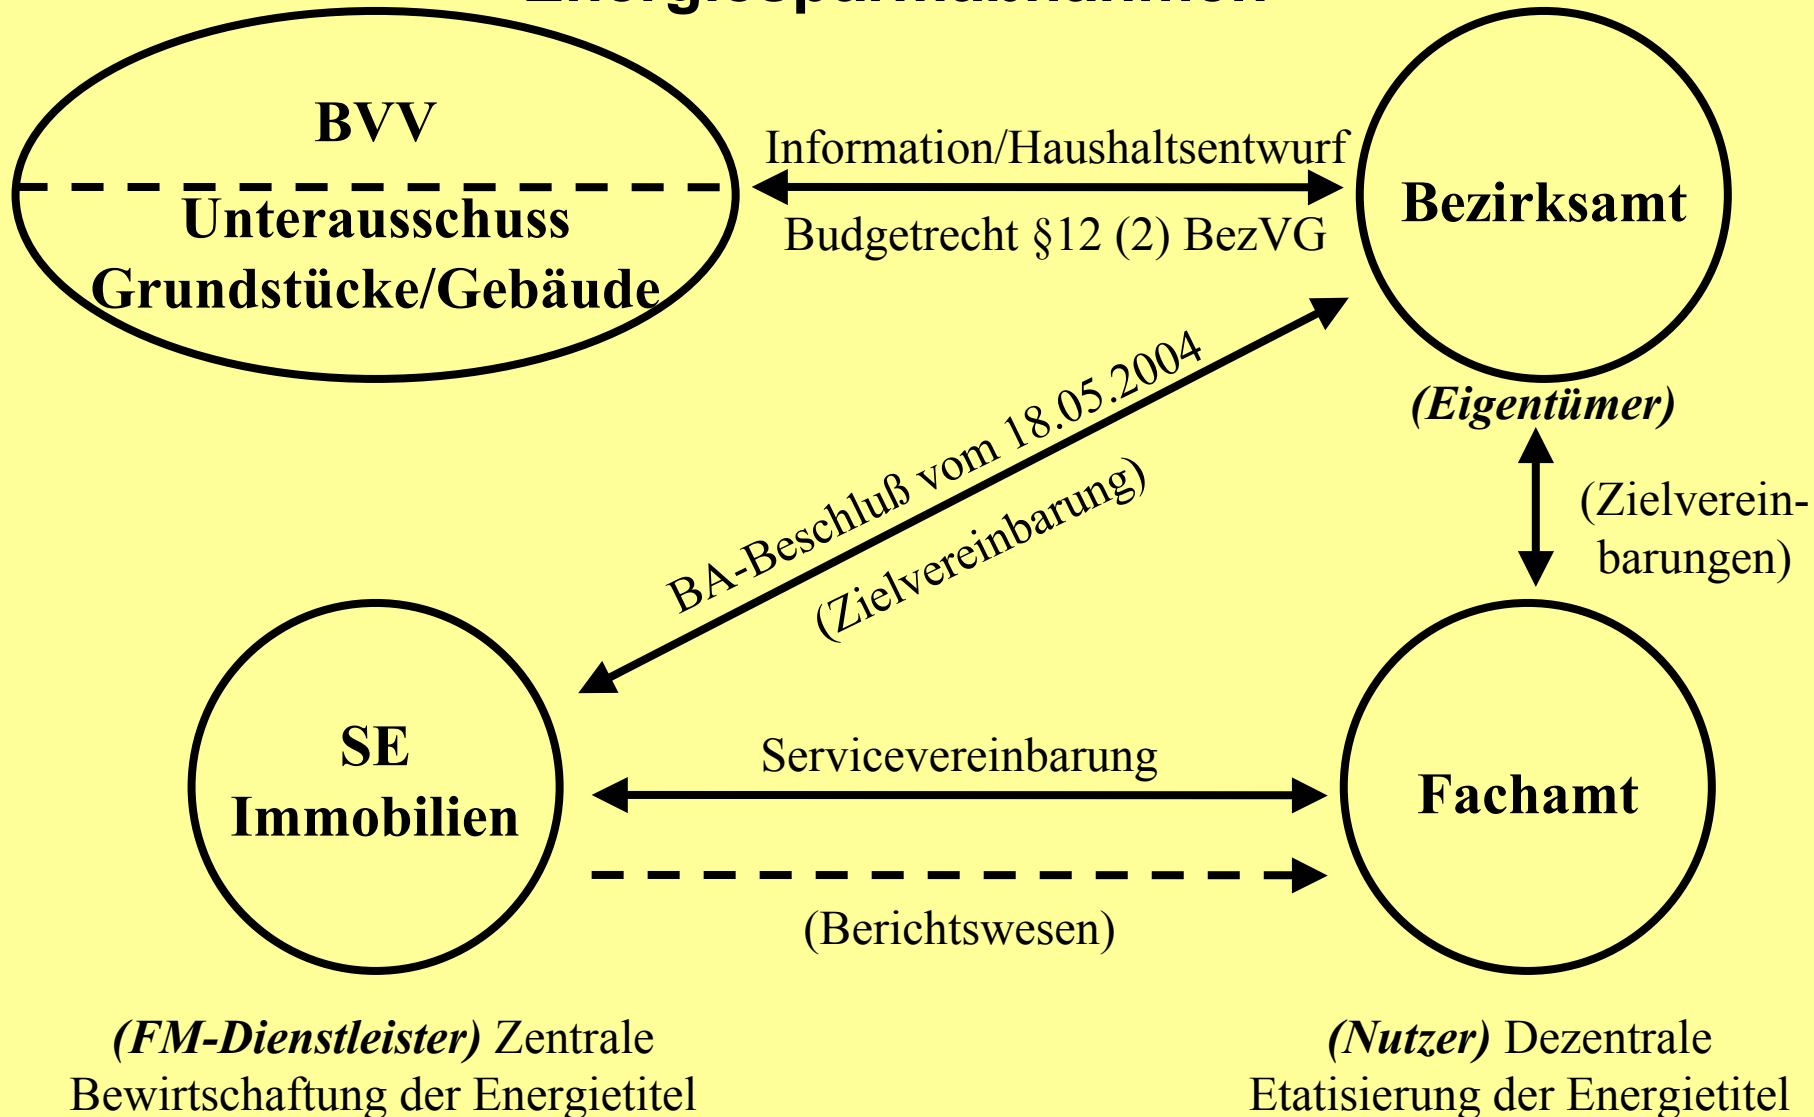 Energiesparmaßnahmen
BVV
Unterausschuss
Grundstücke/Gebäude
Information/Haushaltsentwurf
Budgetrecht §12 (2) BezVG
Bezirksamt
(Eigentümer)
BA-Beschluß vom 18.05.2004
(Zielvereinbarung)
(Zielverein-
barungen)
SE
Immobilien
Servicevereinbarung
(Berichtswesen)
Fachamt
(FM-Dienstleister) Zentrale
Bewirtschaftung der Energietitel
(Nutzer) Dezentrale
Etatisierung der Energietitel